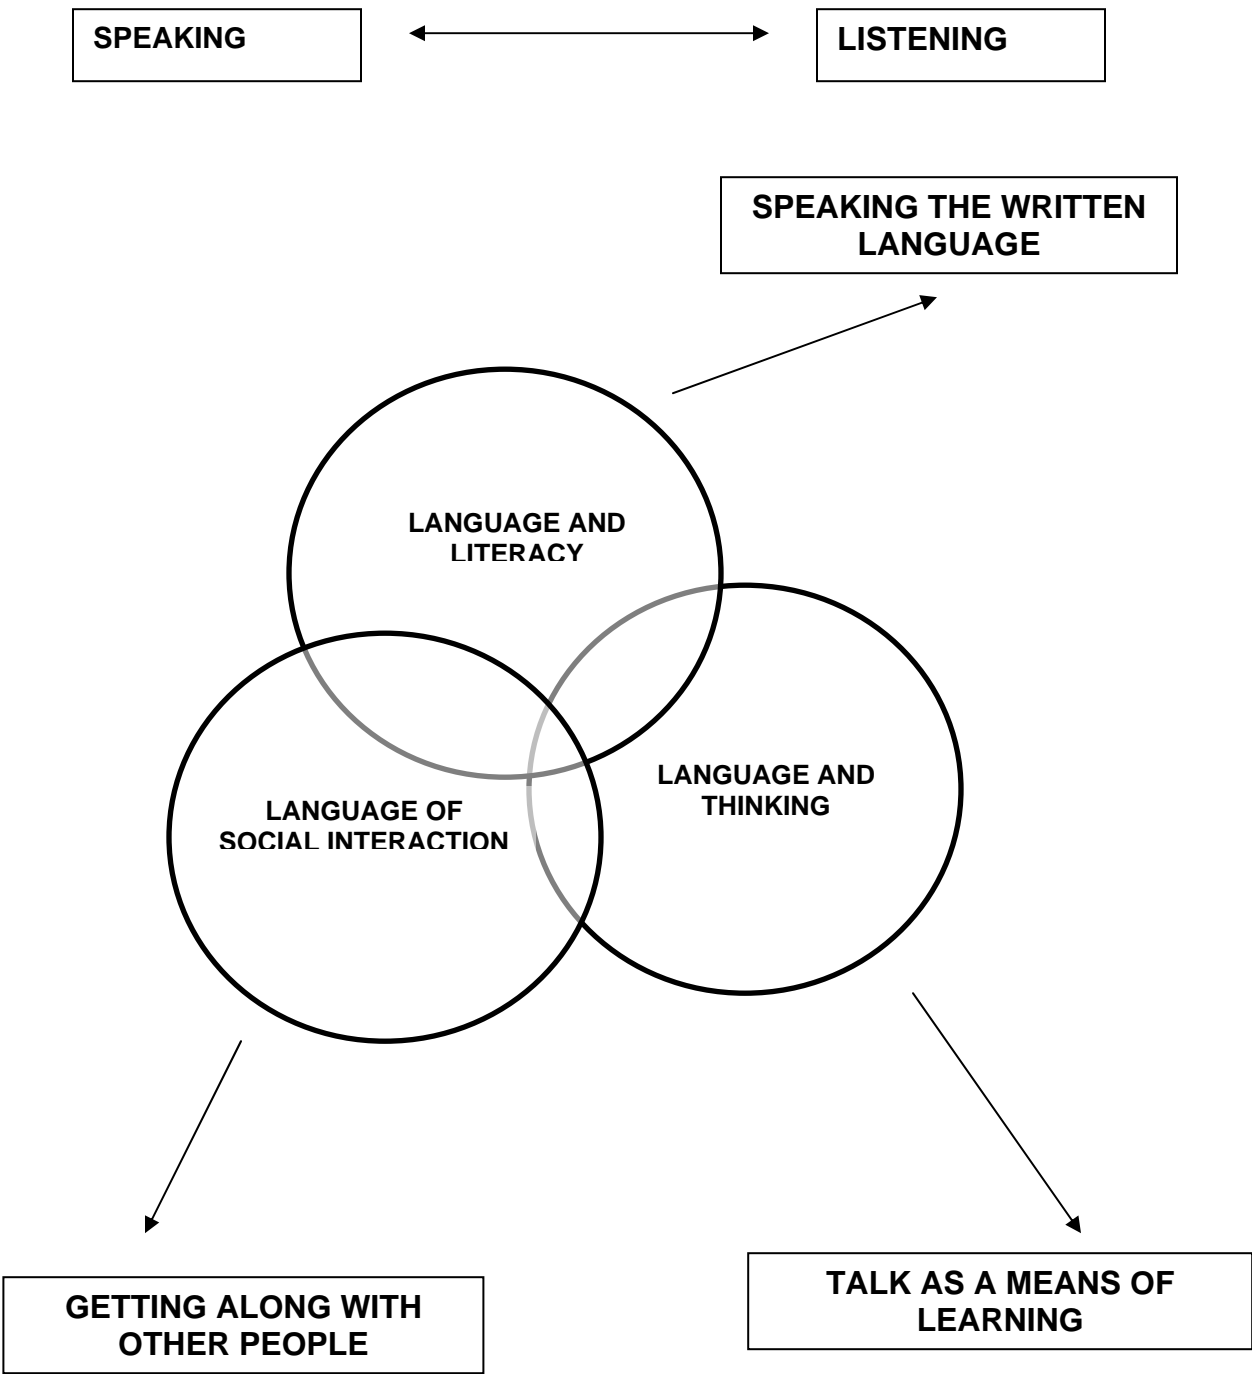 SPEAKING
LISTENING
SPEAKING THE WRITTEN
LANGUAGE
LANGUAGE AND
LITERACY
LANGUAGE AND
THINKING
LANGUAGE OF
SOCIAL INTERACTION
GETTING ALONG WITH
OTHER PEOPLE
TALK AS A MEANS OF
LEARNING